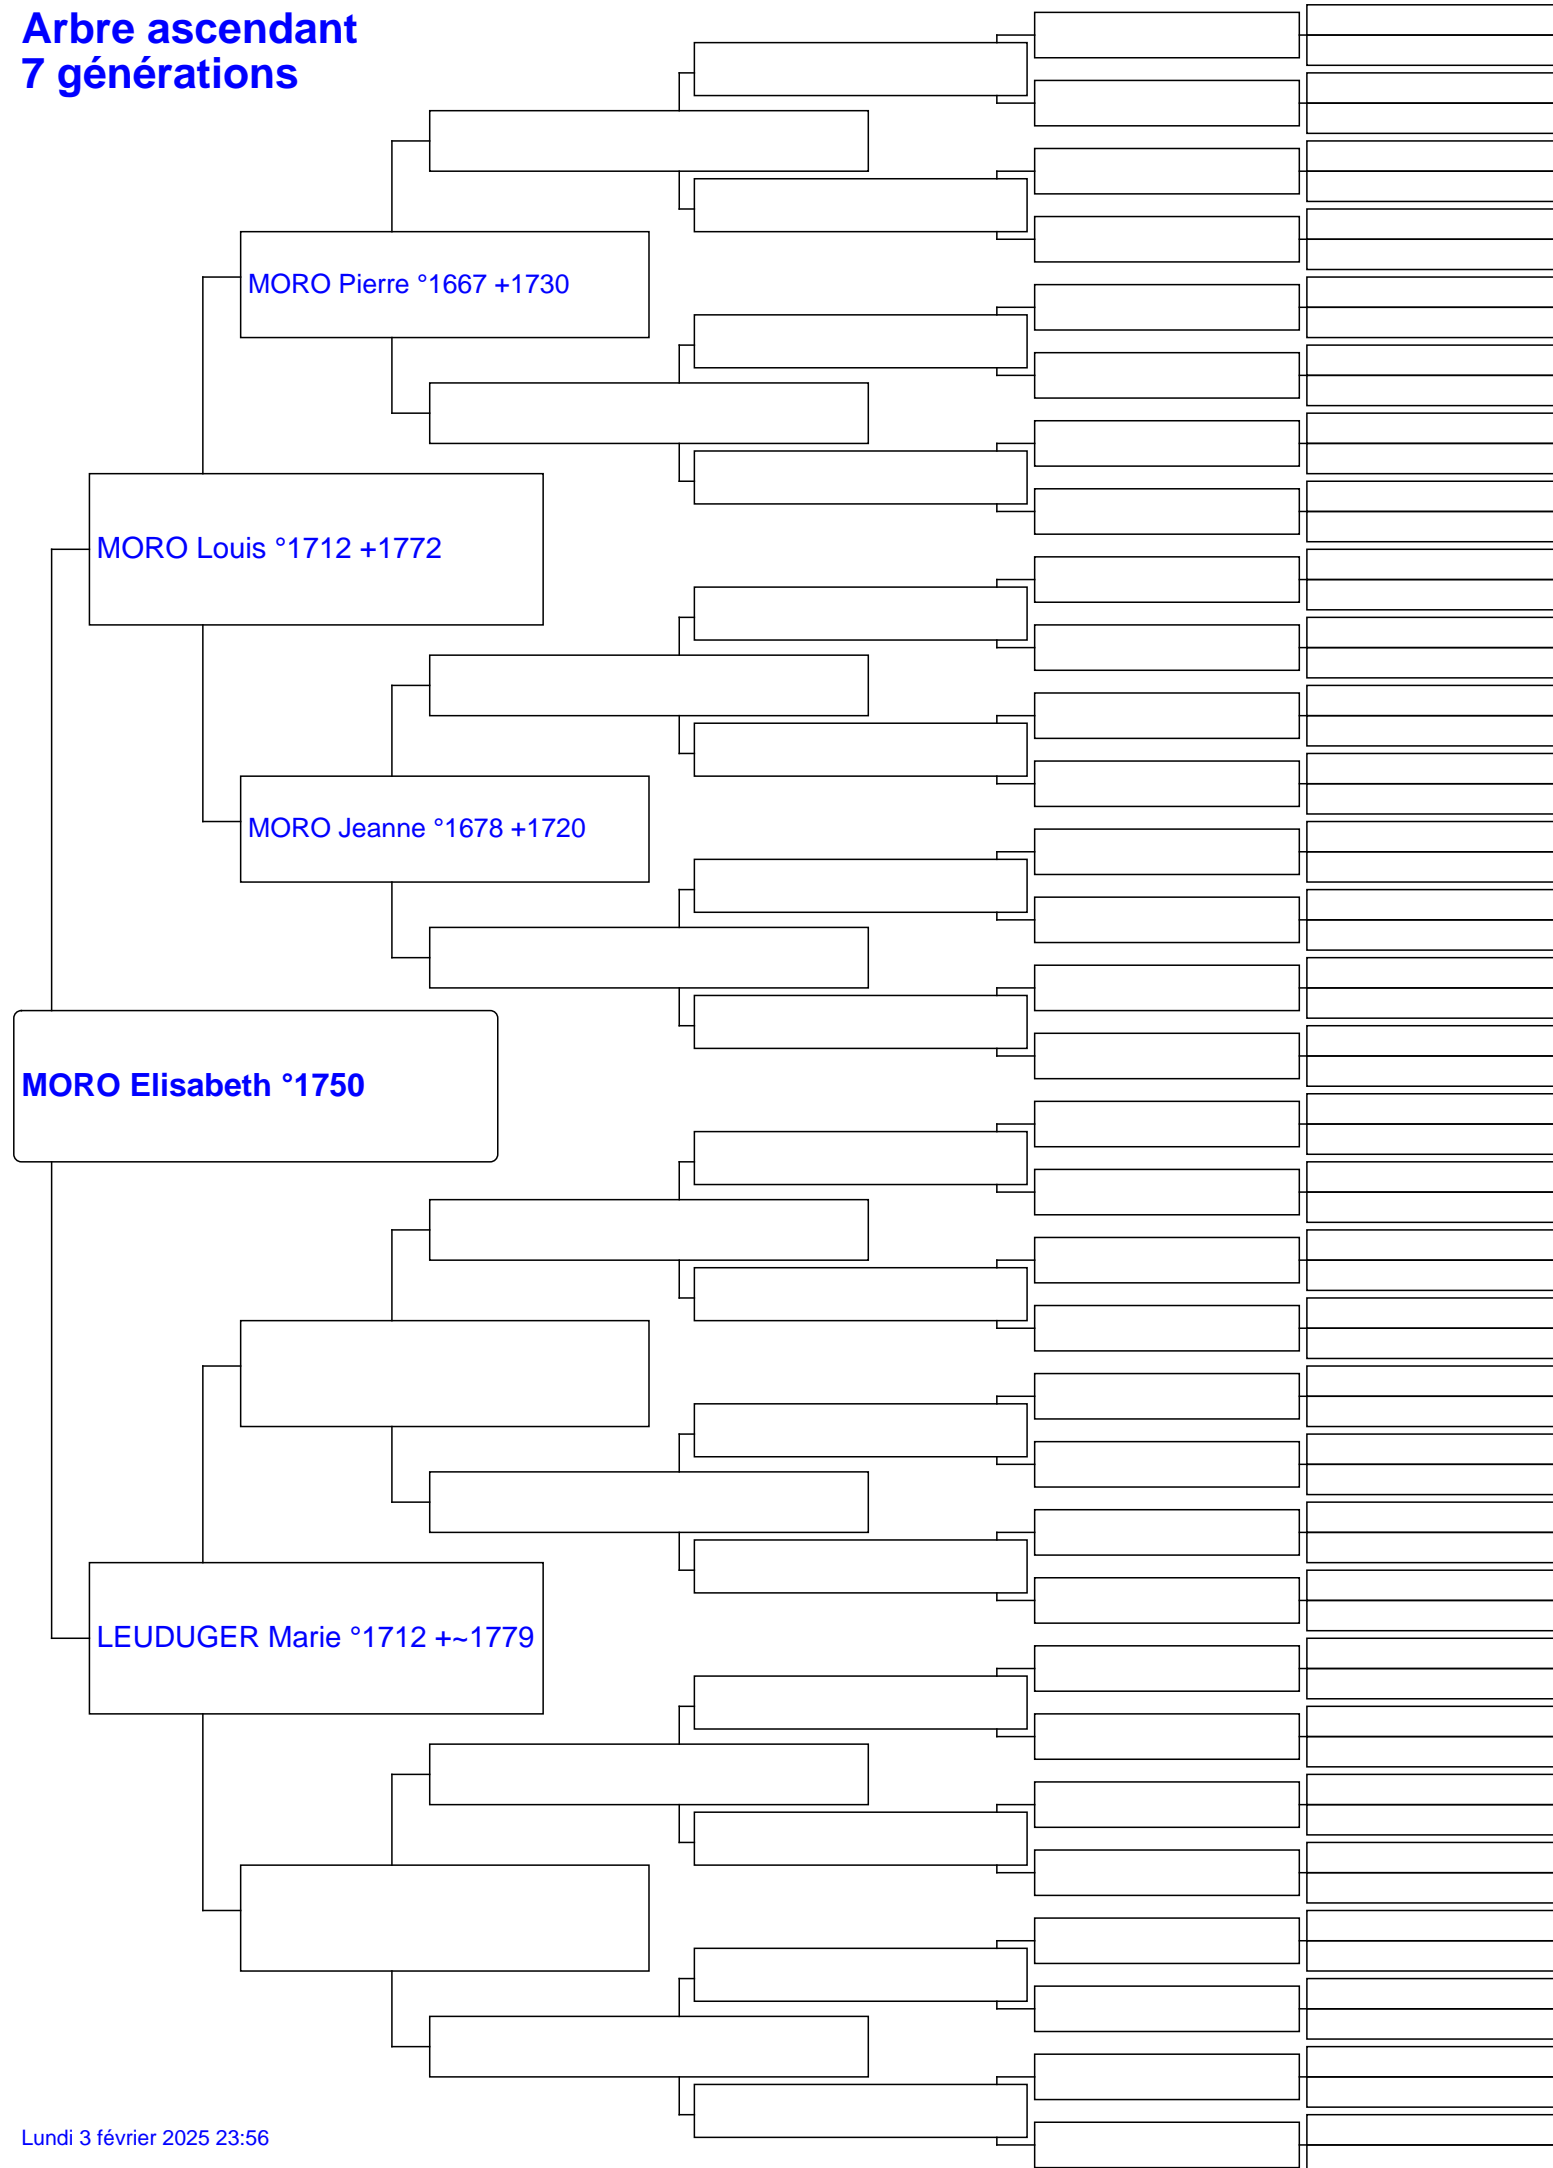 Arbre ascendant
7 générations
MORO Pierre °1667 +1730
MORO Louis °1712 +1772
MORO Jeanne °1678 +1720
MORO Elisabeth °1750
LEUDUGER Marie °1712 +~1779
Lundi 3 février 2025 23:56